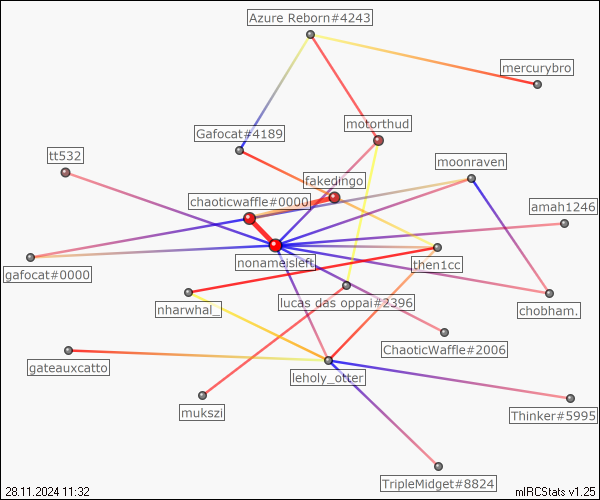 Azure Reborn#4243
mercurybro
motorthud
Gafocat#4189
tt532
moonraven
fakedingo
chaoticwaffle#0000
amah1246
nonameisleft
then1cc
gafocat#0000
lucas das oppai#2396
nharwhal_
chobham.
ChaoticWaffle#2006
gateauxcatto
leholy_otter
mukszi
Thinker#5995
TripleMidget#8824
28.11.2024 11:32
mIRCStats v1.25